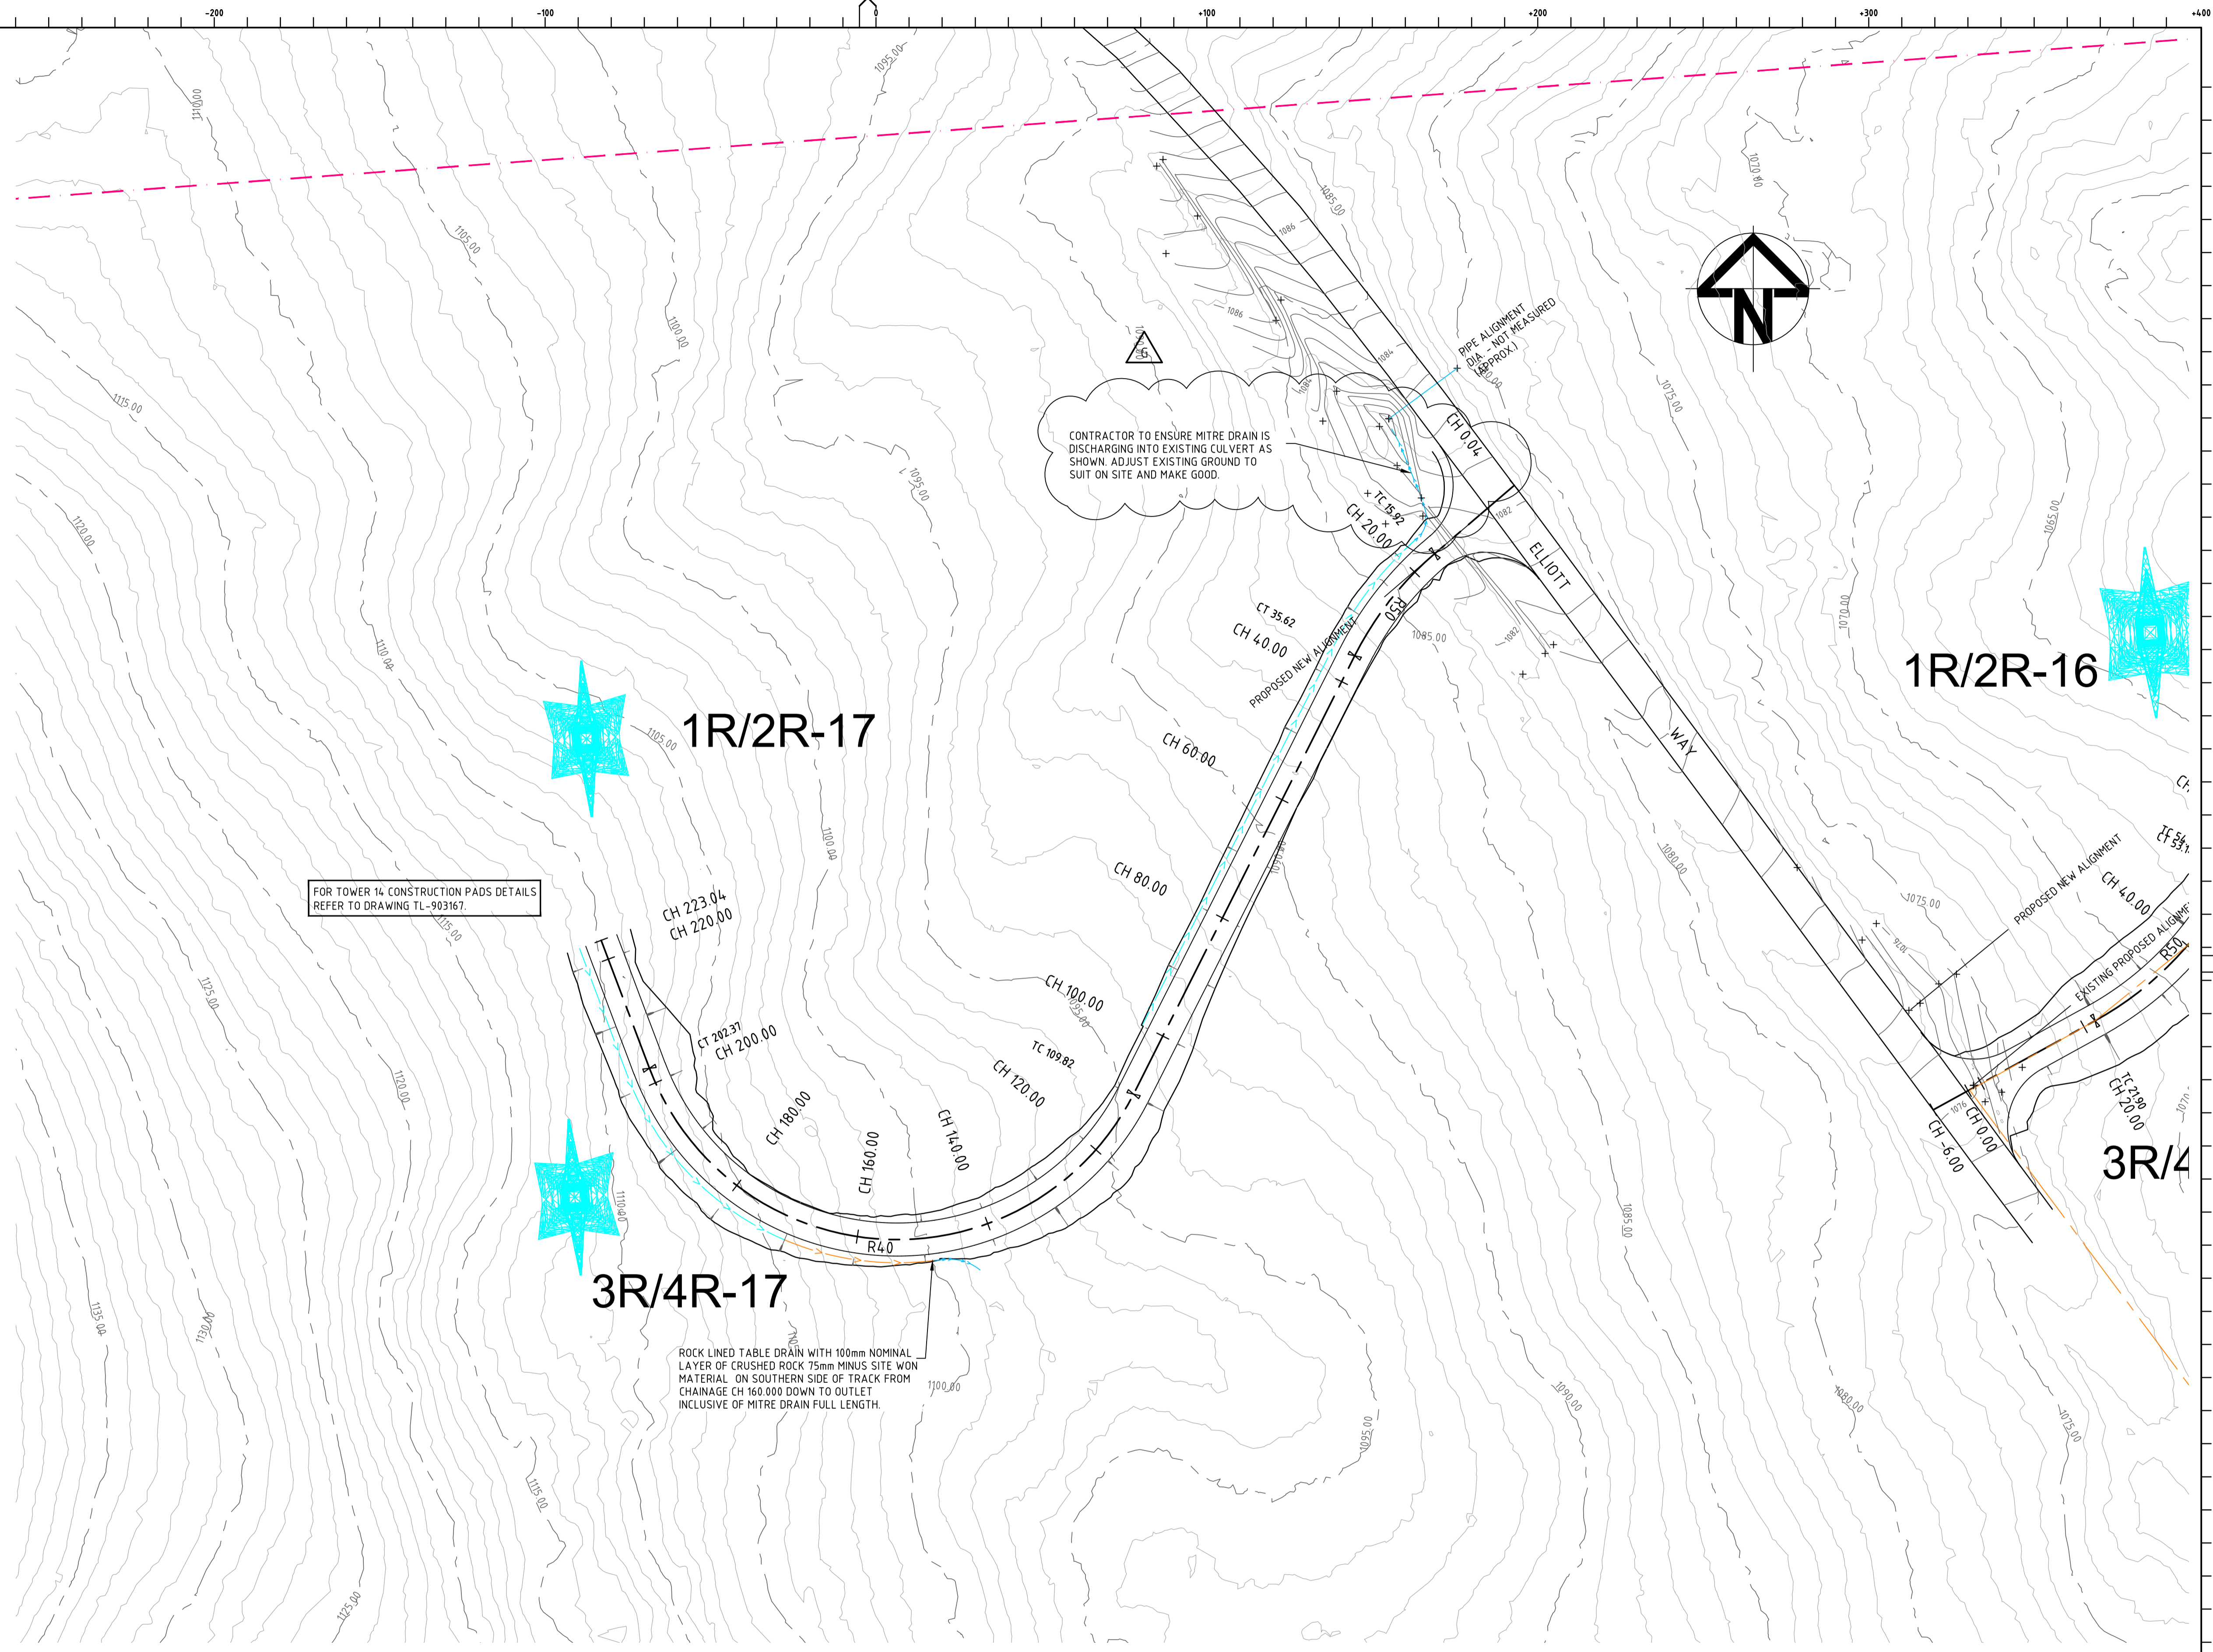 -200
-100
0
+100
+200
+300
+400
1095.00
1110.00
1070.00
1085.00
1105.00
1086
N
PIPE ALIGNMENT
DIA. - NOT MEASURED
(APPROX.)
1086
1100.00
1084
G
1084
1075.00
1115.00
CONTRACTOR TO ENSURE MITRE DRAIN IS
DISCHARGING INTO EXISTING CULVERT AS
SHOWN. ADJUST EXISTING GROUND TO
SUIT ON SITE AND MAKE GOOD.
CH 0.04
1095.00
TC 15.92
CH 20.00
1082
1065.00
1120.00
ELLIOTT
WAY
CT 35.62
CH 40.00
R50
1070.00
1085.00
1082
PROPOSED NEW ALIGNMENT
1110.00
1R/2R-16
1R/2R-17
1105.00
CH 60.00
1100.00
1090.00
1080.00
CH 80.00
PROPOSED NEW ALIGNMENT
CH 40.00
FOR TOWER 14 CONSTRUCTION PADS DETAILS
REFER TO DRAWING TL-903167.
1075.00
1076
CH 223.04
CH 220.00
1115.00
EXISTING PROPOSED ALIGNME
R50
1125.00
CH 100.00
1095.00
CT 202.37
CH 200.00
TC 109.82
CH 120.00
1120.00
CH 180.00
CH 160.00
CH 140.00
TC 21.90
CH 20.00
1076
CH 0.00
CH -6.00
3R/4
1070
1110.00
1085.00
R40
3R/4R-17
1135.00
1130.00
ROCK LINED TABLE DRAIN WITH 100mm NOMINAL
LAYER OF CRUSHED ROCK 75mm MINUS SITE WON
MATERIAL ON SOUTHERN SIDE OF TRACK FROM
CHAINAGE CH 160.000 DOWN TO OUTLET
INCLUSIVE OF MITRE DRAIN FULL LENGTH.
1100.00
1090.00
1080.00
1075.00
1095.00
1115.00
1125.00